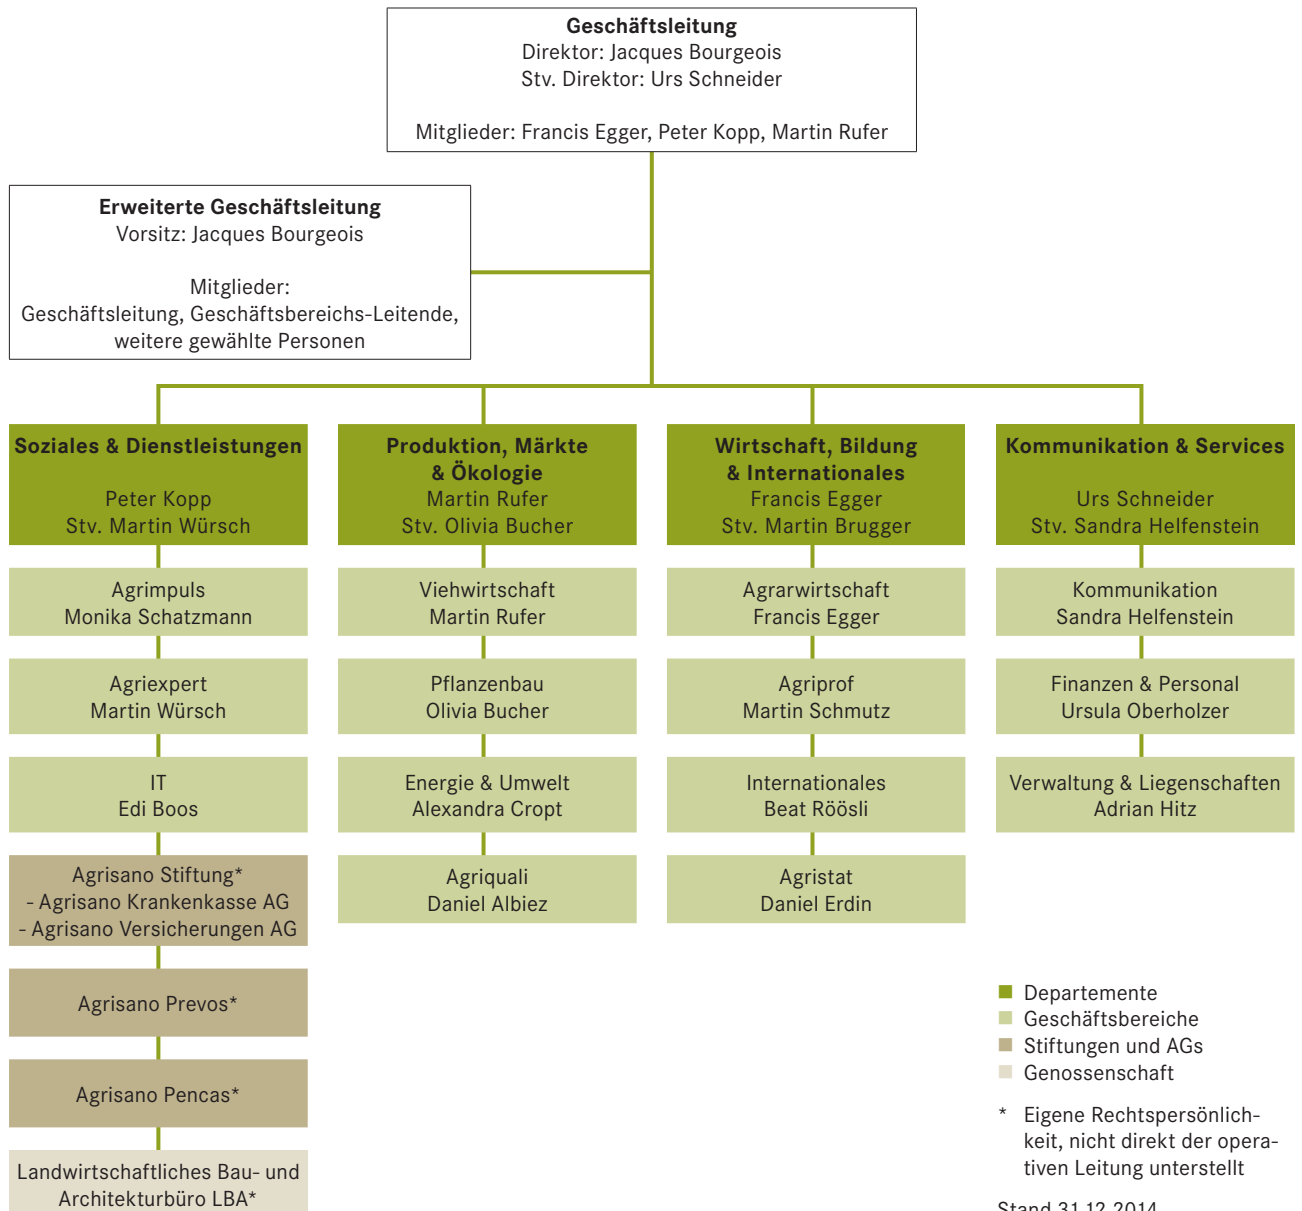 Geschäftsleitung
Direktor: Jacques Bourgeois
Stv. Direktor: Urs Schneider
Mitglieder: Francis Egger, Peter Kopp, Martin Rufer
Erweiterte Geschäftsleitung
Vorsitz: Jacques Bourgeois
Mitglieder:
Geschäftsleitung, Geschäftsbereichs-Leitende,
weitere gewählte Personen
Soziales & Dienstleistungen
Peter Kopp
Stv. Martin Würsch
Agrimpuls
Monika Schatzmann
Agriexpert
Martin Würsch
IT
Edi Boos
Agrisano Stiftung*
- Agrisano Krankenkasse AG
- Agrisano Versicherungen AG
Agrisano Prevos*
Agrisano Pencas*
Landwirtschaftliches Bau- und
Architekturbüro LBA*
Produktion, Märkte
& Ökologie
Martin Rufer
Stv. Olivia Bucher
Viehwirtschaft
Martin Rufer
Pflanzenbau
Olivia Bucher
Energie & Umwelt
Alexandra Cropt
Agriquali
Daniel Albiez
Wirtschaft, Bildung
& Internationales
Francis Egger
Stv. Martin Brugger
Agrarwirtschaft
Francis Egger
Agriprof
Martin Schmutz
Internationales
Beat Röösli
Agristat
Daniel Erdin
Kommunikation & Services
Urs Schneider
Stv. Sandra Helfenstein
Kommunikation
Sandra Helfenstein
Finanzen & Personal
Ursula Oberholzer
Verwaltung & Liegenschaften
Adrian Hitz
Departemente
Geschäftsbereiche
Stiftungen und AGs
Genossenschaft
* Eigene Rechtspersönlich-
keit, nicht direkt der opera-
tiven Leitung unterstellt
Stand 31.12.2014